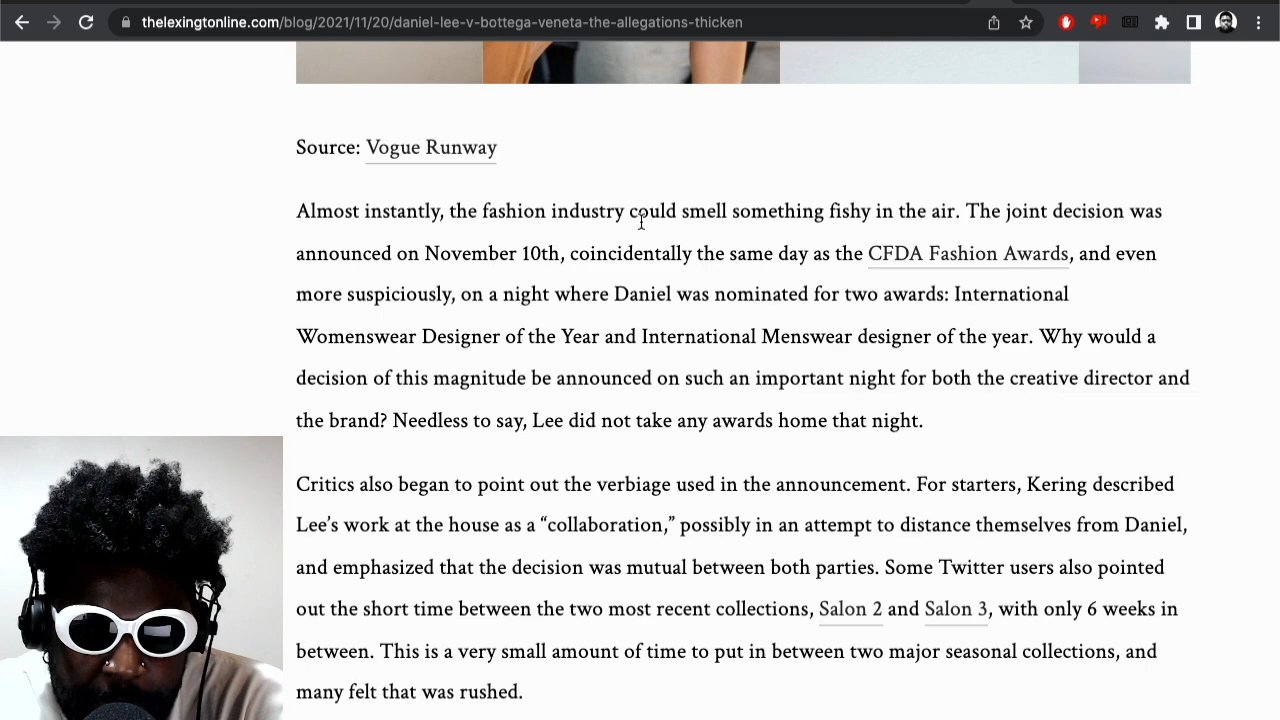 thelexingtononline.com/blog/2021/11/20/daniel-lee-v-bottega-veneta-the-allegations-thicken
Source: Vogue Runway
Almost instantly, the fashion industry could smell something fishy in the air. The joint decision was
announced on November 10th, coincidentally the same day as the CFDA Fashion Awards, and even
more suspiciously, on a night where Daniel was nominated for two awards: International
Womenswear Designer of the Year and International Menswear designer of the year. Why would a
decision of this magnitude be announced on such an important night for both the creative director and
the brand? Needless to say, Lee did not take any awards home that night.
Critics also began to point out the verbiage used in the announcement. For starters, Kering described
Lee’s work at the house as a “collaboration,” possibly in an attempt to distance themselves from Daniel,
and emphasized that the decision was mutual between both parties. Some Twitter users also pointed
out the short time between the two most recent collections, Salon 2 and Salon 3, with only 6 weeks in
between. This is a very small amount of time to put in between two major seasonal collections, and
many felt that was rushed.